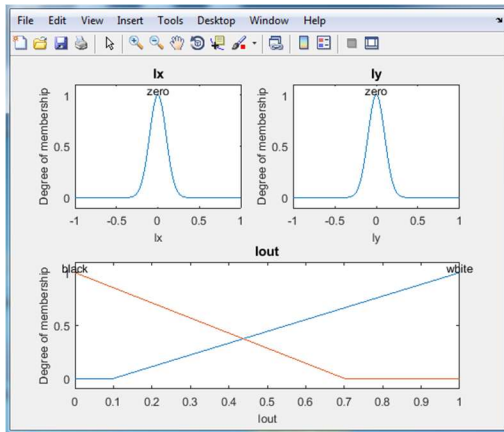 File Edit View Insert Tools Desktop Window Help
Ix
Iy
zero
zero
Degree of membership
1
0.5
0
-1 -0.5 0 0.5 1
Ix
Degree of membership
1
0.5
0
-1 -0.5 0 0.5 1
Iy
Iout
black
white
Degree of membership
1
0.5
0
0 0.1 0.2 0.3 0.4 0.5 0.6 0.7 0.8 0.9 1
Iout